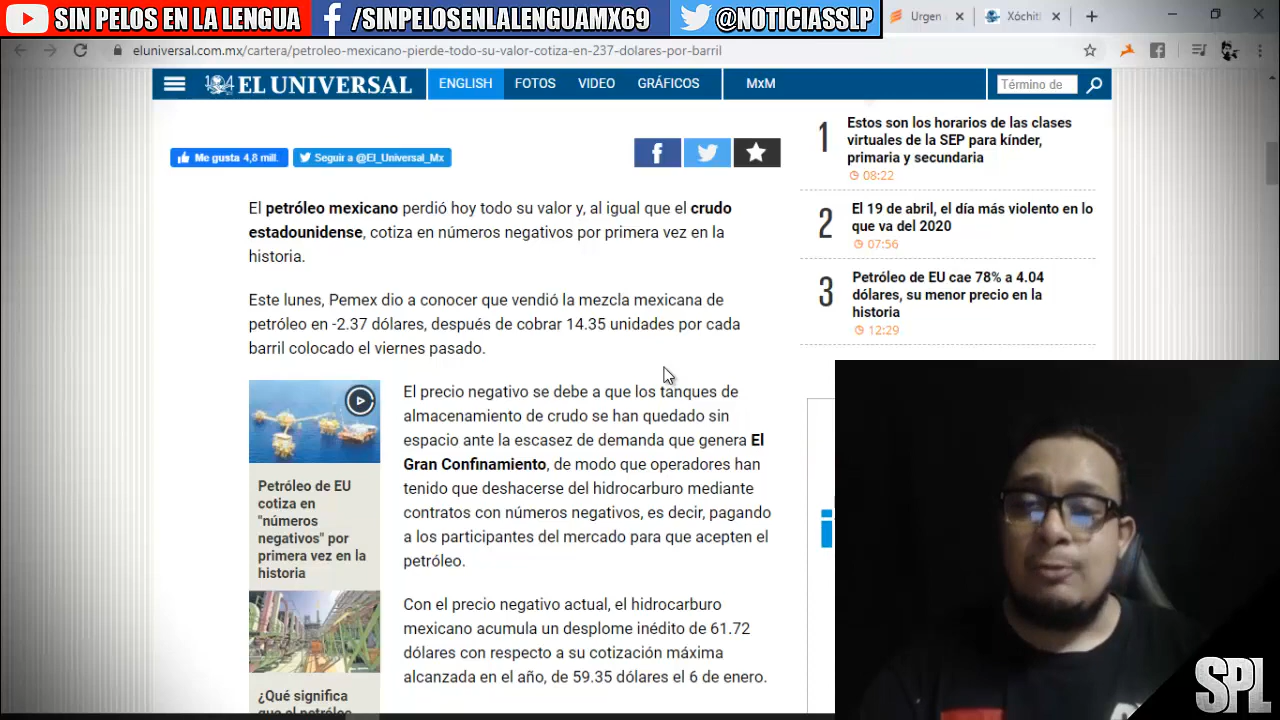 SIN PELOS EN LA LENGUA
/SINPELOSENLALENGUAMX69
@NOTICIASSLP
Urgen
Xóchitl
eluniversal.com.mx/cartera/petroleo-mexicano-pierde-todo-su-valor-cotiza-en-237-dolares-por-barril
104 EL UNIVERSAL
ENGLISH
FOTOS
VIDEO
GRÁFICOS
MxM
Término de
Me gusta 4,8 mill.
Seguir a @El_Universal_Mx
El petróleo mexicano perdió hoy todo su valor y, al igual que el crudo
estadounidense, cotiza en números negativos por primera vez en la
historia.
Este lunes, Pemex dio a conocer que vendió la mezcla mexicana de
petróleo en -2.37 dólares, después de cobrar 14.35 unidades por cada
barril colocado el viernes pasado.
El precio negativo se debe a que los tanques de
almacenamiento de crudo se han quedado sin
espacio ante la escasez de demanda que genera El
Gran Confinamiento, de modo que operadores han
tenido que deshacerse del hidrocarburo mediante
contratos con números negativos, es decir, pagando
a los participantes del mercado para que acepten el
petróleo.
Con el precio negativo actual, el hidrocarburo
mexicano acumula un desplome inédito de 61.72
dólares con respecto a su cotización máxima
alcanzada en el año, de 59.35 dólares el 6 de enero.
Petróleo de EU
cotiza en
"números
negativos" por
primera vez en la
historia
¿Qué significa
que el petróleo
1
Estos son los horarios de las clases
virtuales de la SEP para kínder,
primaria y secundaria
08:22
2
El 19 de abril, el día más violento en lo
que va del 2020
07:56
3
Petróleo de EU cae 78% a 4.04
dólares, su menor precio en la
historia
12:29
SPL